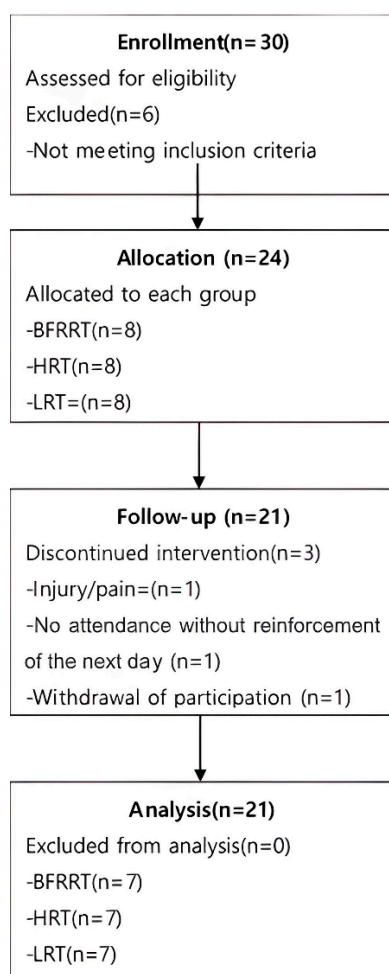 Enrollment(n=30)
Assessed for eligibility
Excluded(n=6)
-Not meeting inclusion criteria
Allocation (n=24)
Allocated to each group
-BFRRT(n=8)
-HRT(n=8)
-LRT=(n=8)
Follow-up (n=21)
Discontinued intervention(n=3)
-Injury/pain=(n=1)
-No attendance without reinforcement
of the next day (n=1)
-Withdrawal of participation (n=1)
Analysis(n=21)
Excluded from analysis(n=0)
-BFRRT(n=7)
-HRT(n=7)
-LRT(n=7)